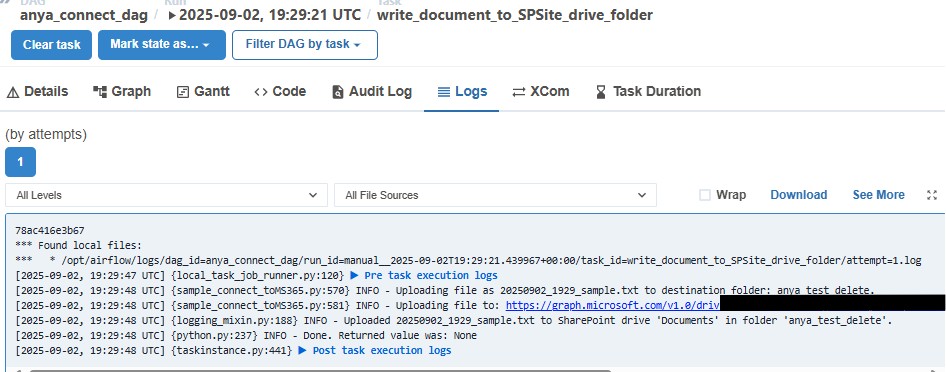 DAG Run Task
anya_connect_dag / 2025-09-02, 19:29:21 UTC / write_document_to_SPSite_drive_folder
Clear task Mark state as… Filter DAG by task
Details Graph Gantt Code Audit Log Logs XCom Task Duration
(by attempts)
1
All Levels All File Sources Wrap Download See More
78ac416e3b67
*** Found local files:
***   * /opt/airflow/logs/dag_id=anya_connect_dag/run_id=manual__2025-09-02T19:29:21.439967+00:00/task_id=write_document_to_SPSite_drive_folder/attempt=1.log
[2025-09-02, 19:29:47 UTC] {local_task_job_runner.py:120} ▶ Pre task execution logs
[2025-09-02, 19:29:48 UTC] {sample_connect_toMS365.py:570} INFO - Uploading file as 20250902_1929_sample.txt to destination folder: anya_test_delete.
[2025-09-02, 19:29:48 UTC] {sample_connect_toMS365.py:581} INFO - Uploading file to: https://graph.microsoft.com/v1.0/driv
[2025-09-02, 19:29:48 UTC] {logging_mixin.py:188} INFO - Uploaded 20250902_1929_sample.txt to SharePoint drive 'Documents' in folder 'anya_test_delete'.
[2025-09-02, 19:29:48 UTC] {python.py:237} INFO - Done. Returned value was: None
[2025-09-02, 19:29:48 UTC] {taskinstance.py:441} ▶ Post task execution logs